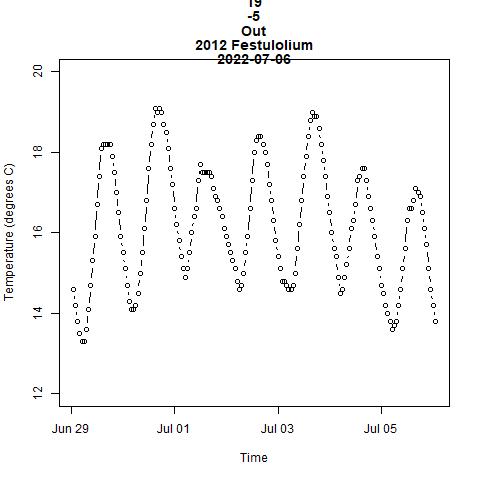 19
-5
Out
2012 Festulolium
2022-07-06
Temperature (degrees C)
20
18
16
14
12
Jun 29
Jul 01
Jul 03
Jul 05
Time